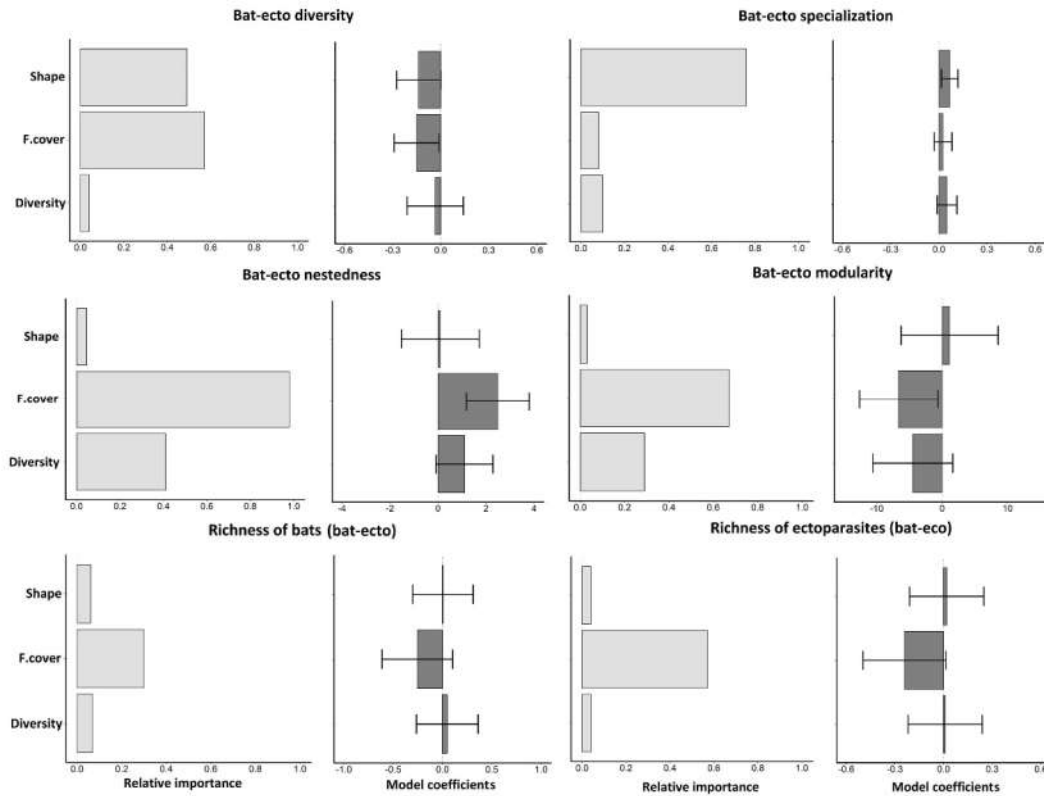 Bat-ecto diversity
Bat-ecto specialization
Shape
F.cover
Diversity
0.0 0.2 0.4 0.6 0.8 1.0
-0.6 -0.3 0.0 0.3 0.6
0.0 0.2 0.4 0.6 0.8 1.0
-0.6 -0.3 0.0 0.3 0.6
Bat-ecto nestedness
Bat-ecto modularity
Shape
F.cover
Diversity
0.0 0.2 0.4 0.6 0.8 1.0
-4 -2 0 2 4
0.0 0.2 0.4 0.6 0.8 1.0
-10 0 10
Richness of bats (bat-ecto)
Richness of ectoparasites (bat-eco)
Shape
F.cover
Diversity
0.0 0.2 0.4 0.6 0.8 1.0
-1.0 -0.5 0.0 0.5 1.0
0.0 0.2 0.4 0.6 0.8 1.0
-0.6 -0.3 0.0 0.3 0.6
Relative importance
Model coefficients
Relative importance
Model coefficients